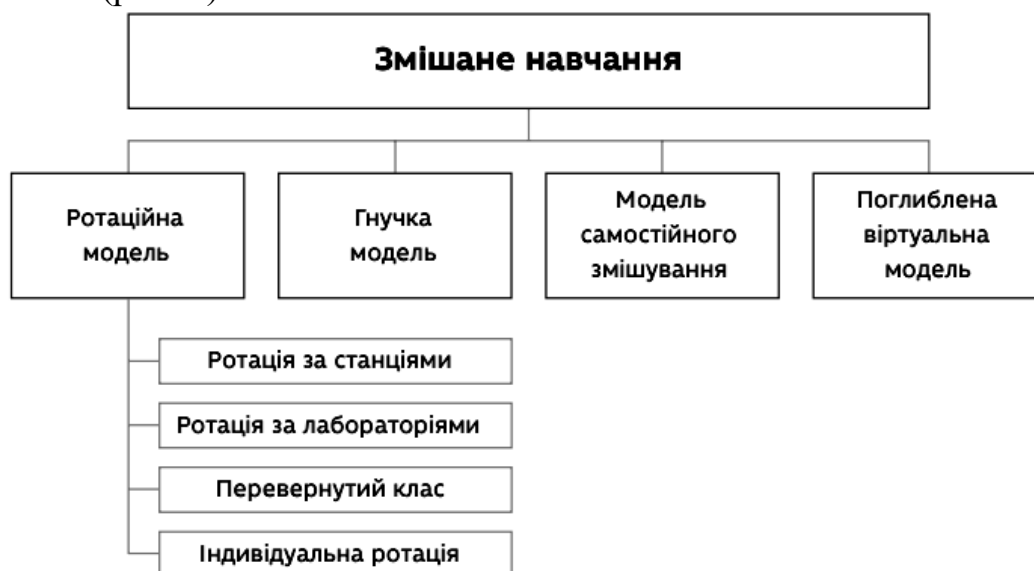 Змішане навчання
Ротаційна
модель
Гнучка
модель
Модель
самостійного
змішування
Поглиблена
віртуальна
модель
Ротація за станціями
Ротація за лабораторіями
Перевернутий клас
Індивідуальна ротація